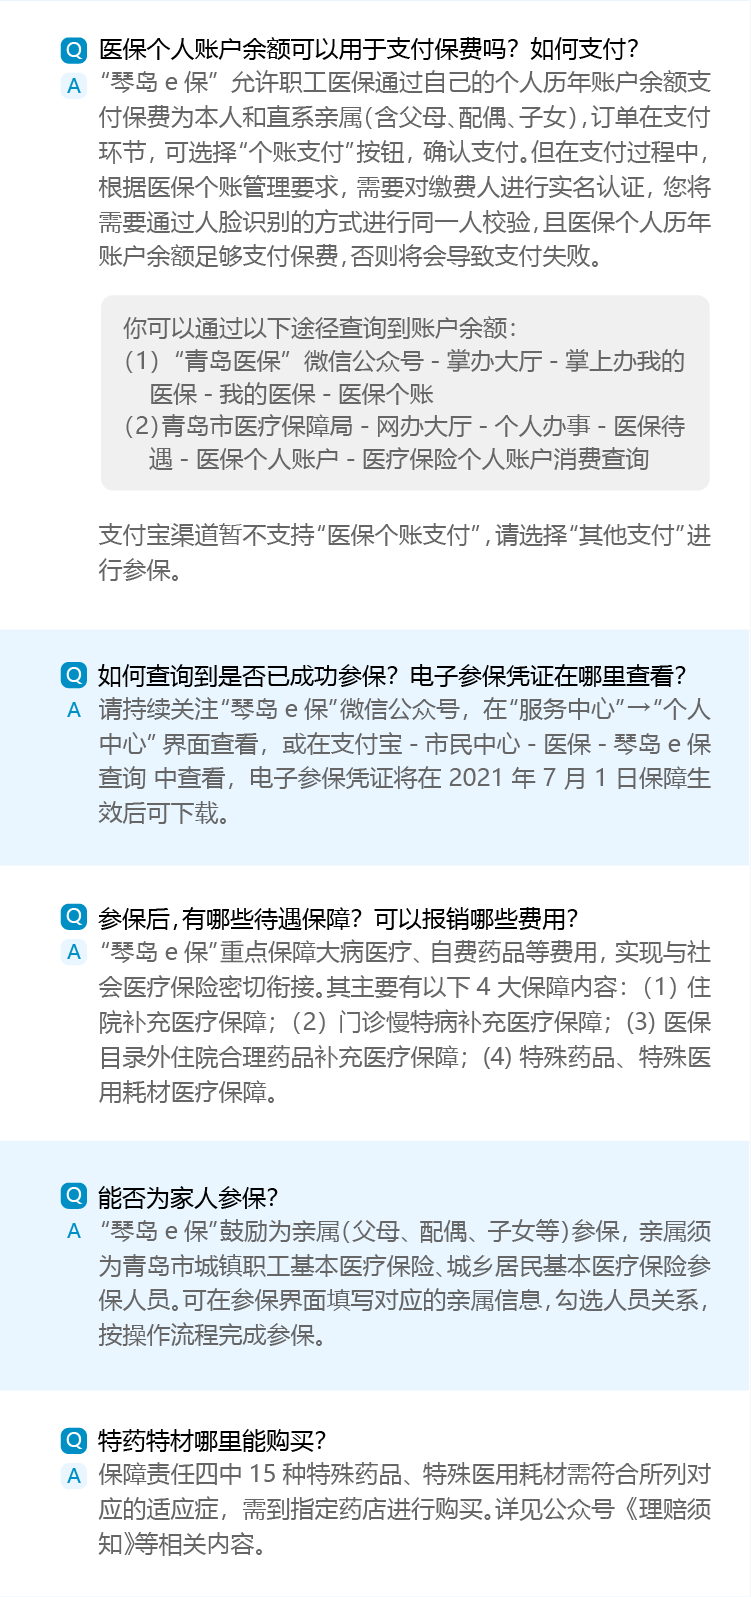 Q 医保个人账户余额可以用于支付保费吗？如何支付？
A “琴岛 e 保”允许职工医保通过自己的个人历年账户余额支
付保费为本人和直系亲属（含父母、配偶、子女），订单在支付
环节，可选择“个账支付”按钮，确认支付。但在支付过程中，
根据医保个账管理要求，需要对缴费人进行实名认证，您将
需要通过人脸识别的方式进行同一人校验，且医保个人历年
账户余额足够支付保费，否则将会导致支付失败。
你可以通过以下途径查询到账户余额：
（1）“青岛医保”微信公众号 - 掌办大厅 - 掌上办我的
医保 - 我的医保 - 医保个账
（2）青岛市医疗保障局 - 网办大厅 - 个人办事 - 医保待
遇 - 医保个人账户 - 医疗保险个人账户消费查询
支付宝渠道暂不支持“医保个账支付”，请选择“其他支付”进
行参保。
Q 如何查询到是否已成功参保？电子参保凭证在哪里查看？
A 请持续关注“琴岛 e 保”微信公众号，在“服务中心”→“个人
中心” 界面查看，或在支付宝 - 市民中心 - 医保 - 琴岛 e 保
查询 中查看，电子参保凭证将在 2021 年 7 月 1 日保障生
效后可下载。
Q 参保后，有哪些待遇保障？可以报销哪些费用？
A “琴岛 e 保”重点保障大病医疗、自费药品等费用，实现与社
会医疗保险密切衔接。其主要有以下 4 大保障内容：（1）住
院补充医疗保障；（2）门诊慢特病补充医疗保障；(3) 医保
目录外住院合理药品补充医疗保障；(4) 特殊药品、特殊医
用耗材医疗保障。
Q 能否为家人参保？
A “琴岛 e 保”鼓励为亲属（父母、配偶、子女等）参保，亲属须
为青岛市城镇职工基本医疗保险、城乡居民基本医疗保险参
保人员。可在参保界面填写对应的亲属信息，勾选人员关系，
按操作流程完成参保。
Q 特药特材哪里能购买？
A 保障责任四中 15 种特殊药品、特殊医用耗材需符合所列对
应的适应症，需到指定药店进行购买。详见公众号《理赔须
知》等相关内容。